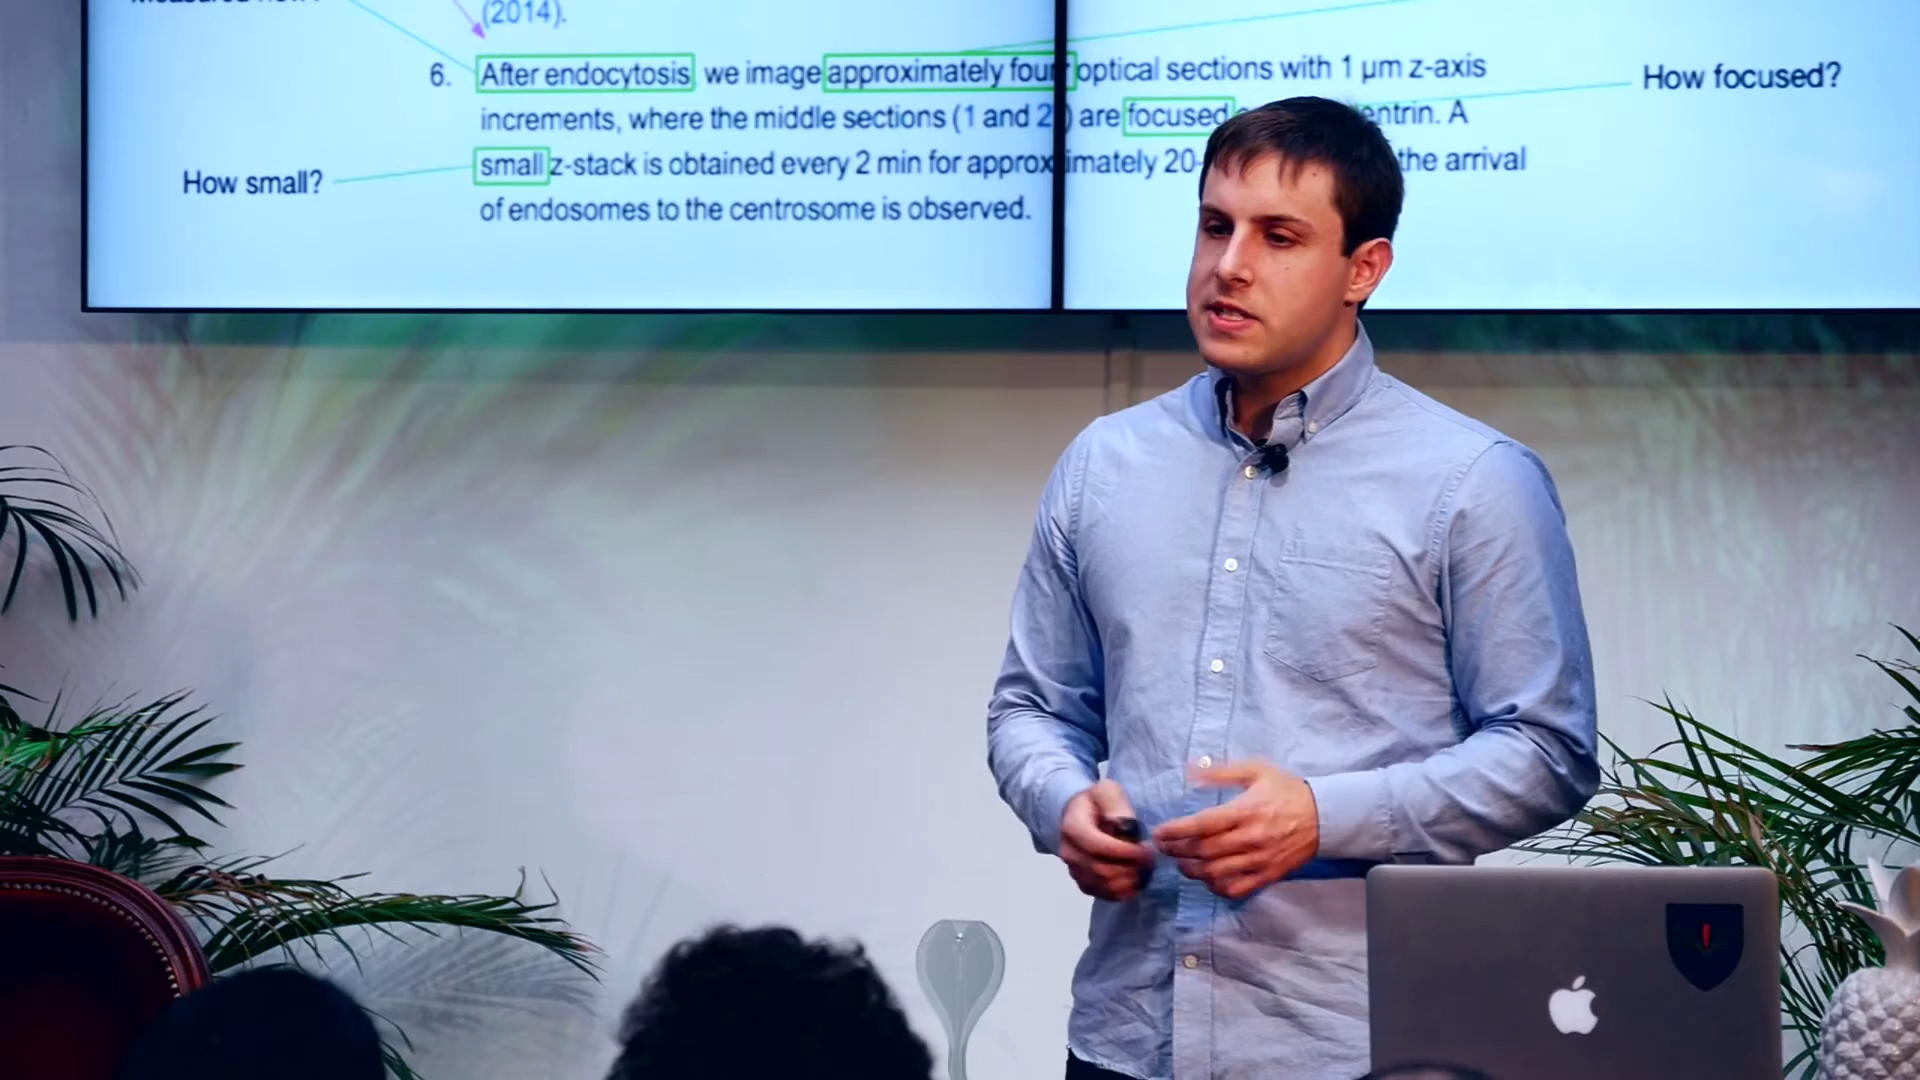 (2014).
6. After endocytosis, we image approximately four optical sections with 1 µm z-axis
How focused?
increments, where the middle sections (1 and 2) are focused entrin. A
How small?
small z-stack is obtained every 2 min for approximately 20- the arrival
of endosomes to the centrosome is observed.